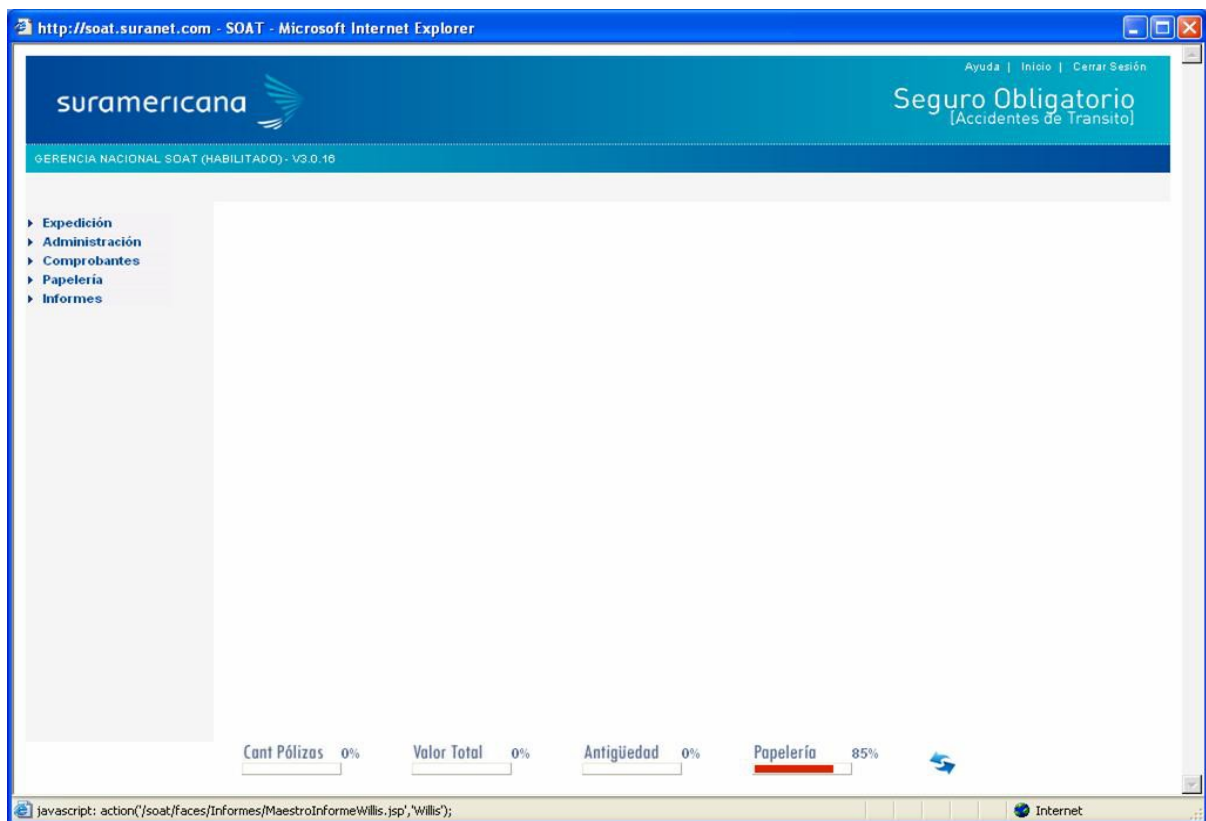 http://soat.suranet.com - SOAT - Microsoft Internet Explorer
Ayuda | Inicio | Cerrar Sesión
suramericana
Seguro Obligatorio
[Accidentes de Transito]
GERENCIA NACIONAL SOAT (HABILITADO) - V3.0.16
Expedición
Administración
Comprobantes
Papelería
Informes
Cant Pólizas 0% Valor Total 0% Antigüedad 0% Papelería 85%
javascript: action('/soat/faces/Informes/MaestroInformeWillis.jsp','Willis'); Internet